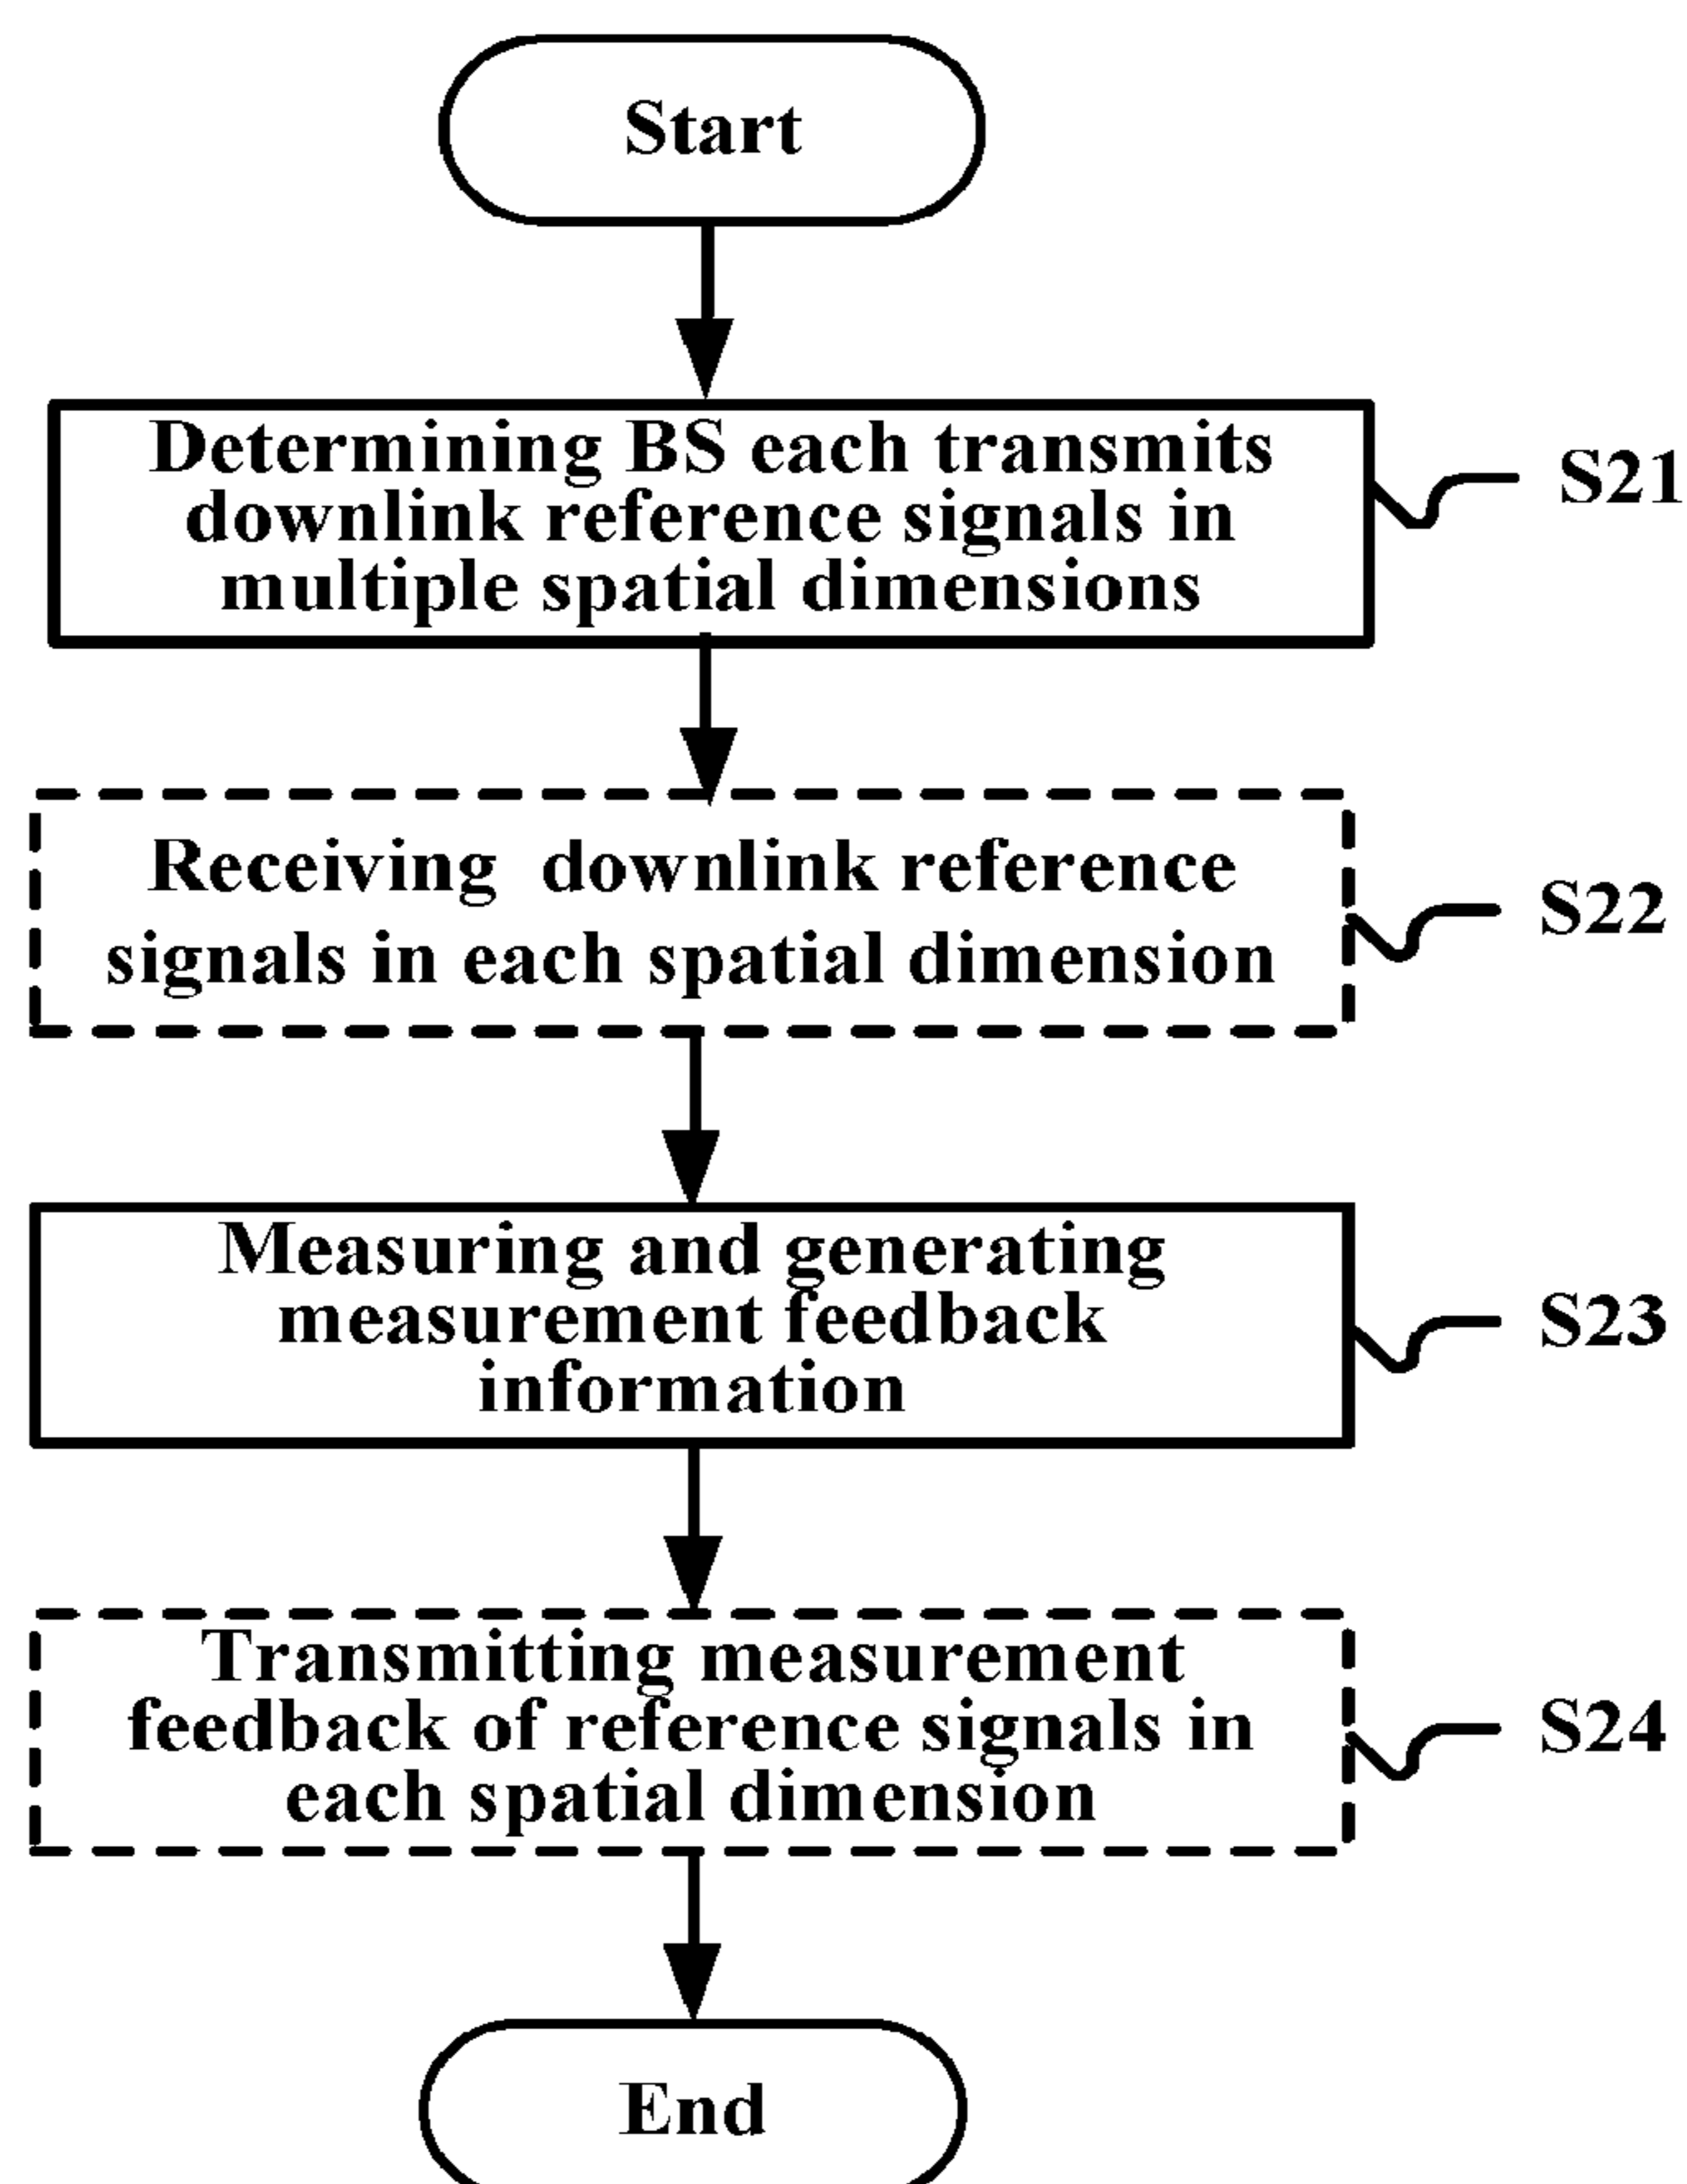 Start
Determining BS each transmits
downlink reference signals in
multiple spatial dimensions
S21
Receiving downlink reference
signals in each spatial dimension
S22
Measuring and generating
measurement feedback
information
S23
Transmitting measurement
feedback of reference signals in
each spatial dimension
S24
End